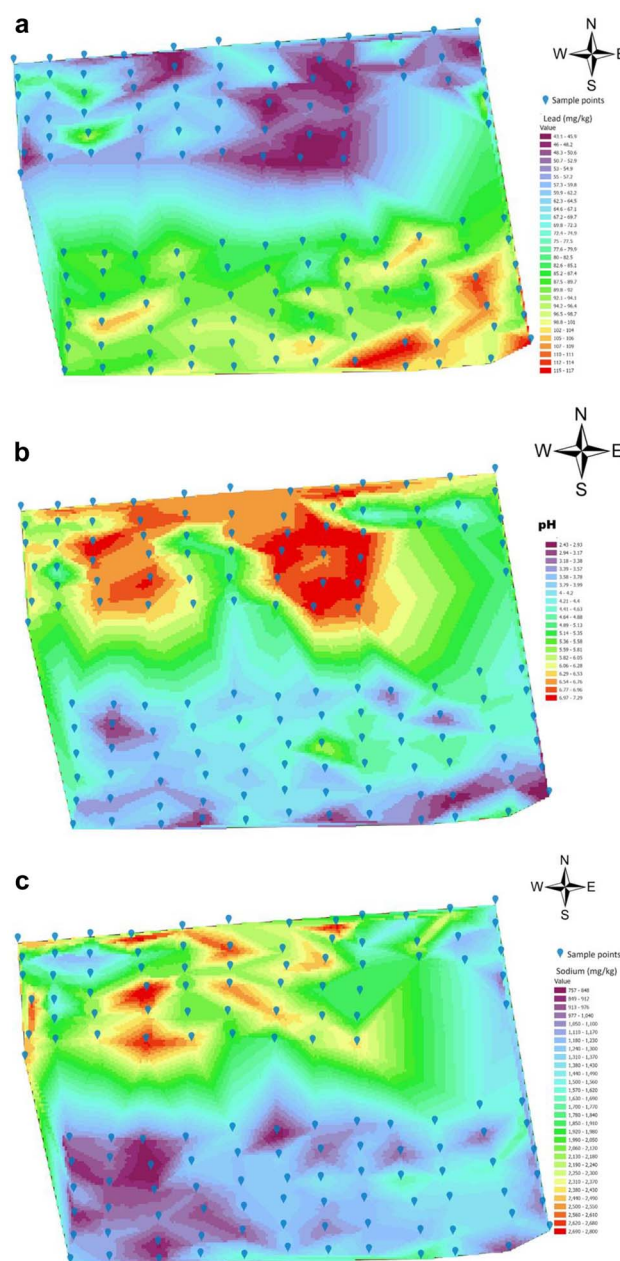 a
N
W E
S
Sample points
Lead (mg/kg)
Value
43.1 - 45.9
46 - 48.2
48.3 - 50.6
50.7 - 52.9
53 - 54.9
55 - 57.2
57.3 - 59.8
59.9 - 62.2
62.3 - 64.5
64.6 - 67.1
67.2 - 69.7
69.8 - 72.3
72.4 - 74.9
75 - 77.5
77.6 - 79.9
80 - 82.5
82.6 - 85.1
85.2 - 87.4
87.5 - 89.7
89.8 - 92
92.1 - 94.1
94.2 - 96.4
96.5 - 98.7
98.8 - 101
102 - 104
105 - 106
107 - 109
110 - 111
112 - 114
115 - 117
b
N
W E
S
pH
2.43 - 2.93
2.94 - 3.17
3.18 - 3.38
3.39 - 3.57
3.58 - 3.78
3.79 - 3.99
4 - 4.2
4.21 - 4.4
4.41 - 4.63
4.64 - 4.88
4.89 - 5.13
5.14 - 5.35
5.36 - 5.58
5.59 - 5.81
5.82 - 6.05
6.06 - 6.28
6.29 - 6.53
6.54 - 6.76
6.77 - 6.96
6.97 - 7.29
c
N
W E
S
Sample points
Sodium (mg/kg)
Value
757 - 848
849 - 912
913 - 976
977 - 1,040
1,050 - 1,100
1,110 - 1,170
1,180 - 1,230
1,240 - 1,300
1,310 - 1,370
1,380 - 1,430
1,440 - 1,490
1,500 - 1,560
1,570 - 1,620
1,630 - 1,690
1,700 - 1,770
1,780 - 1,840
1,850 - 1,910
1,920 - 1,980
1,990 - 2,050
2,060 - 2,120
2,130 - 2,180
2,190 - 2,240
2,250 - 2,300
2,310 - 2,370
2,380 - 2,430
2,440 - 2,490
2,500 - 2,550
2,560 - 2,610
2,620 - 2,680
2,690 - 2,800